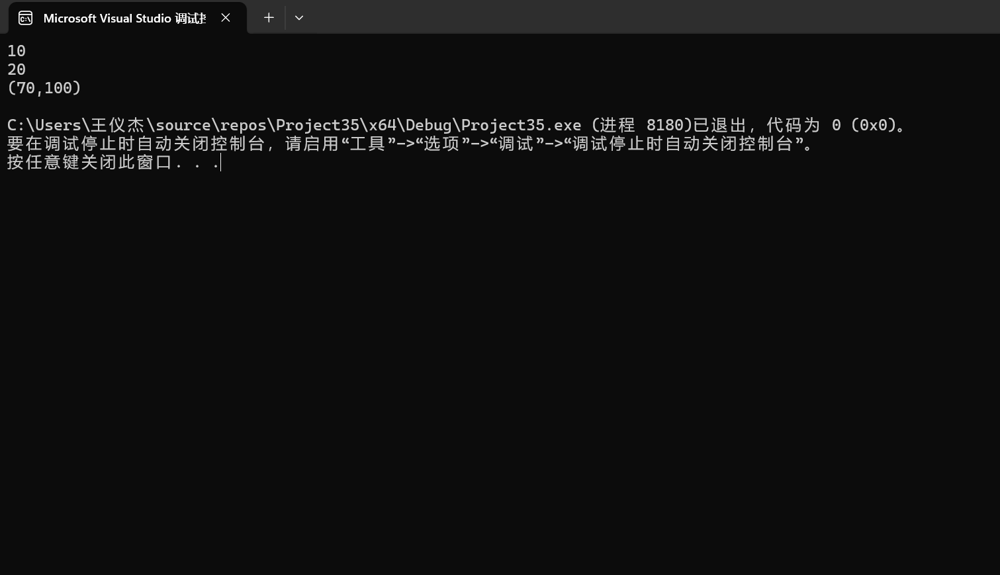 Microsoft Visual Studio 调试
10
20
(70,100)
C:\Users\王仪杰\source\repos\Project35\x64\Debug\Project35.exe (进程 8180)已退出，代码为 0 (0x0)。
要在调试停止时自动关闭控制台，请启用“工具”->“选项”->“调试”->“调试停止时自动关闭控制台”。
按任意键关闭此窗口. . .